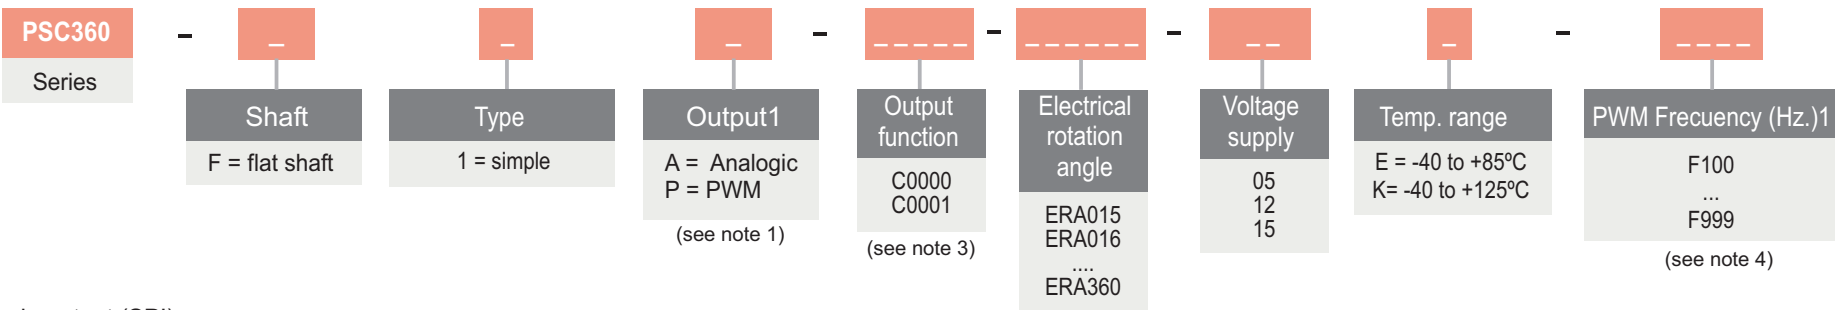 PSC360 - _ _ _ - _ _ _ _ _ - _ _ _ _ _ _ - _ _ _ - _ _ _ _
Series
Shaft
F = flat shaft
Type
1 = simple
Output1
A = Analogic
P = PWM
(see note 1)
Output
function
C0000
C0001
(see note 3)
Electrical
rotation
angle
ERA015
ERA016
....
ERA360
Voltage
supply
05
12
15
Temp. range
E = -40 to +85ºC
K= -40 to +125ºC
PWM Frecuency (Hz.)1
F100
...
F999
(see note 4)